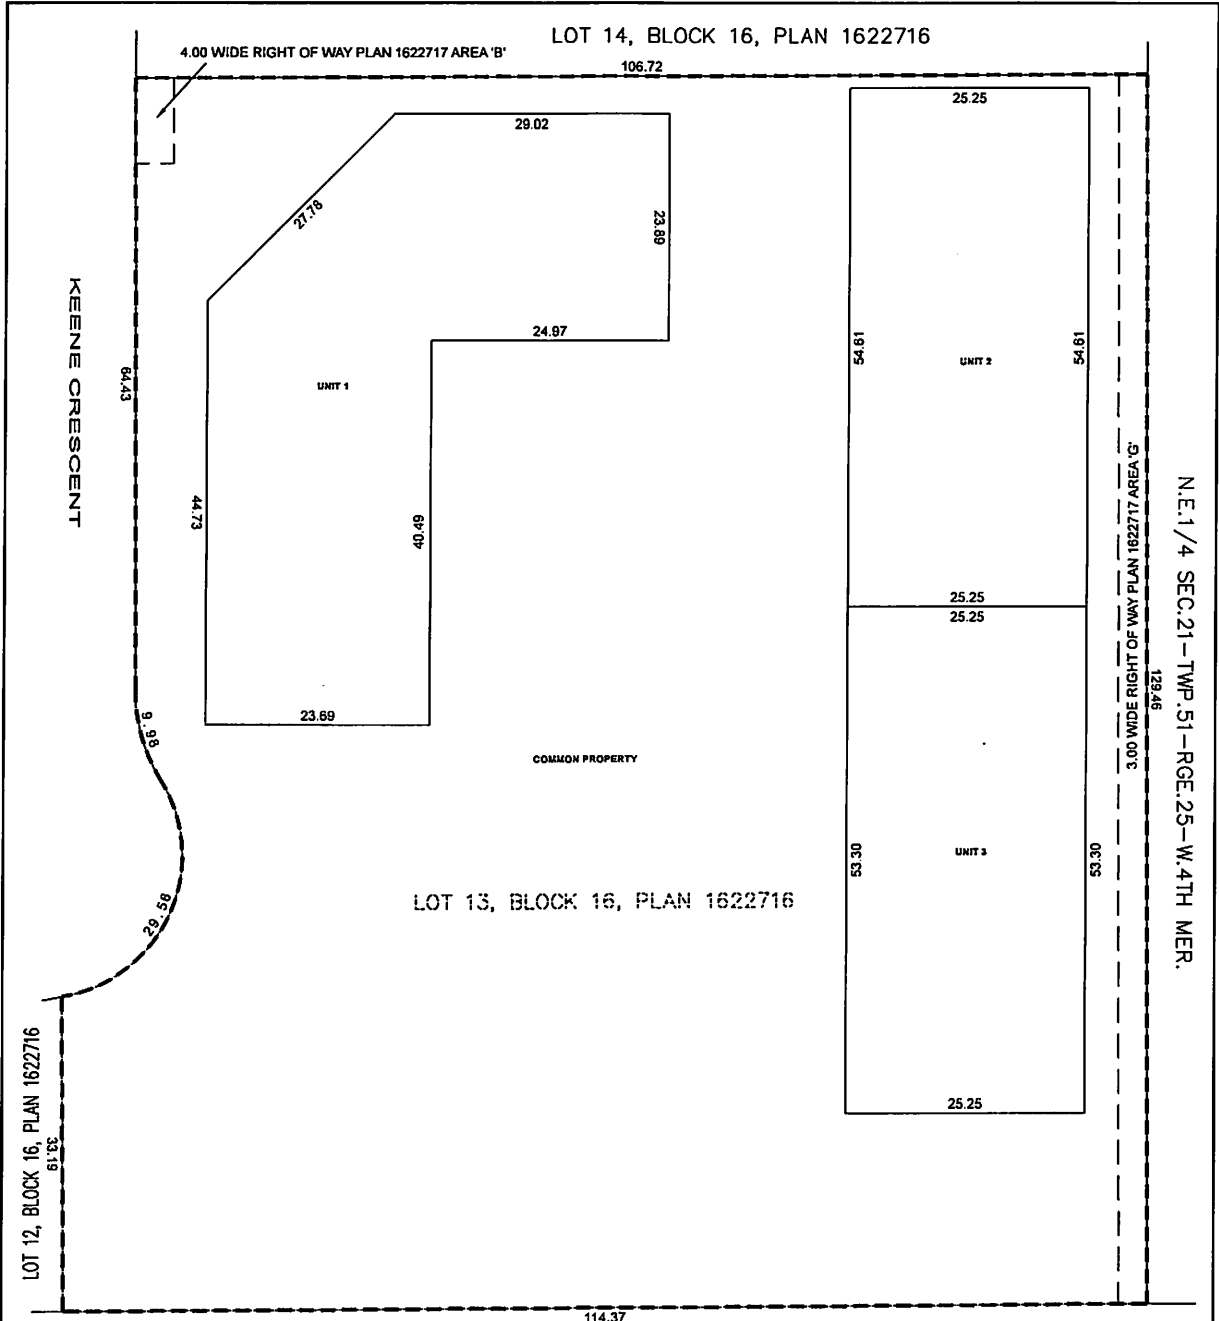 LOT 14, BLOCK 16, PLAN 1622716
4.00 WIDE RIGHT OF WAY PLAN 1622717 AREA 'B'
106.72
25.25
29.02
27.78
23.89
24.97
54.61
54.61
UNIT 2
UNIT 1
KEENE CRESCENT
64.43
44.73
40.49
3.00 WIDE RIGHT OF WAY PLAN 1622717 AREA 'G'
N.E.1/4 SEC.21-TWP.51-RGE.25-W.4TH MER.
129.46
25.25
25.25
23.69
9.98
COMMON PROPERTY
53.30
53.30
UNIT 3
LOT 13, BLOCK 16, PLAN 1622716
29.58
LOT 12, BLOCK 16, PLAN 1622716
33.19
25.25
114.37